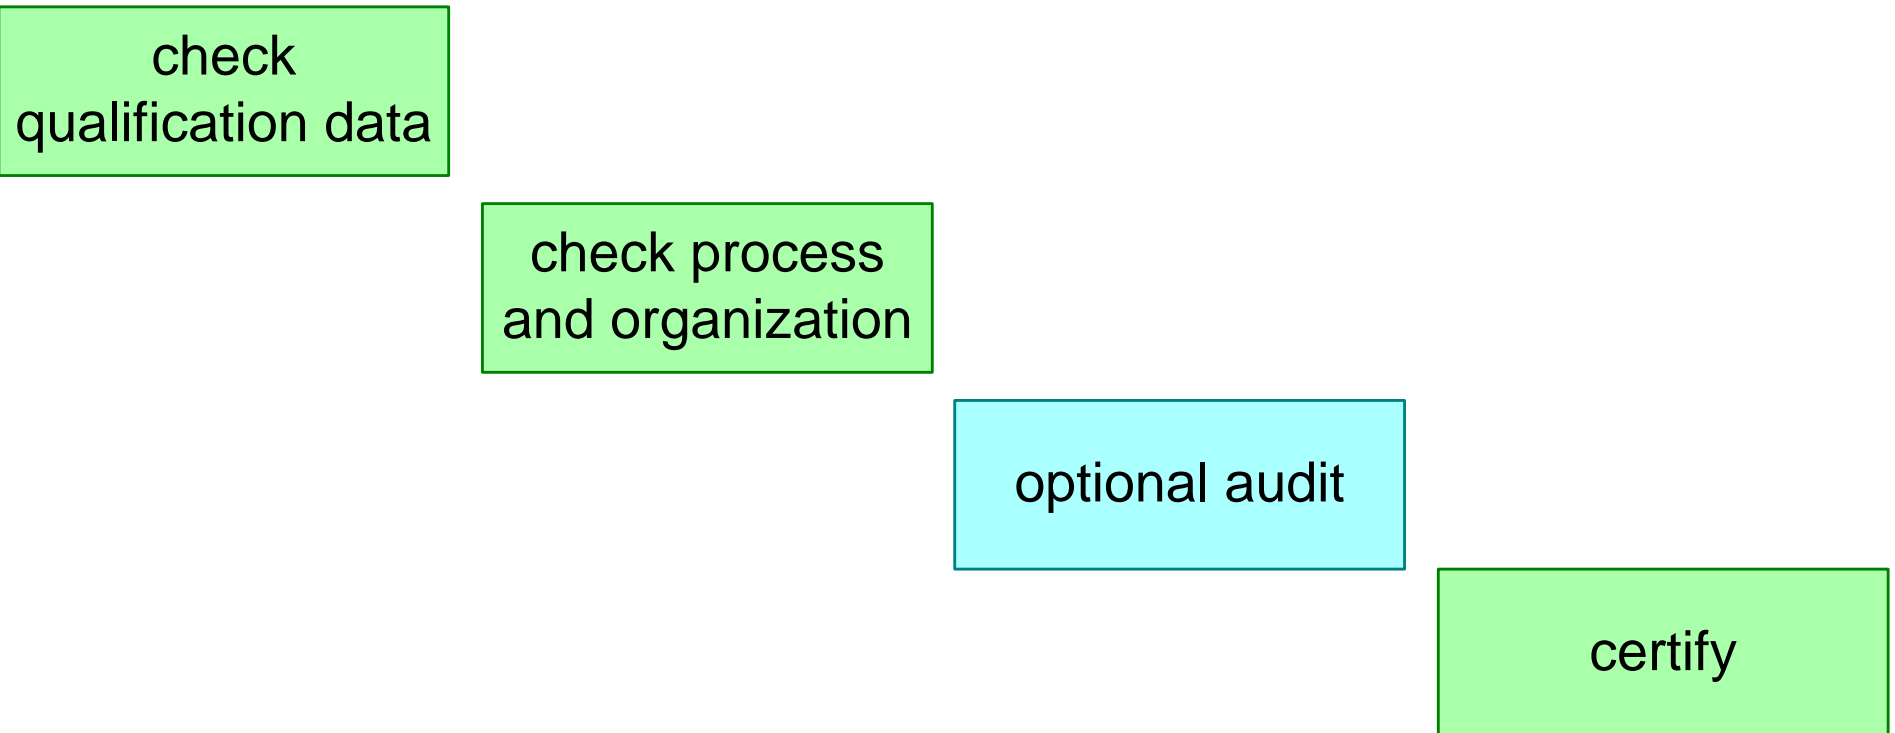 check
qualification data
check process
and organization
optional audit
certify